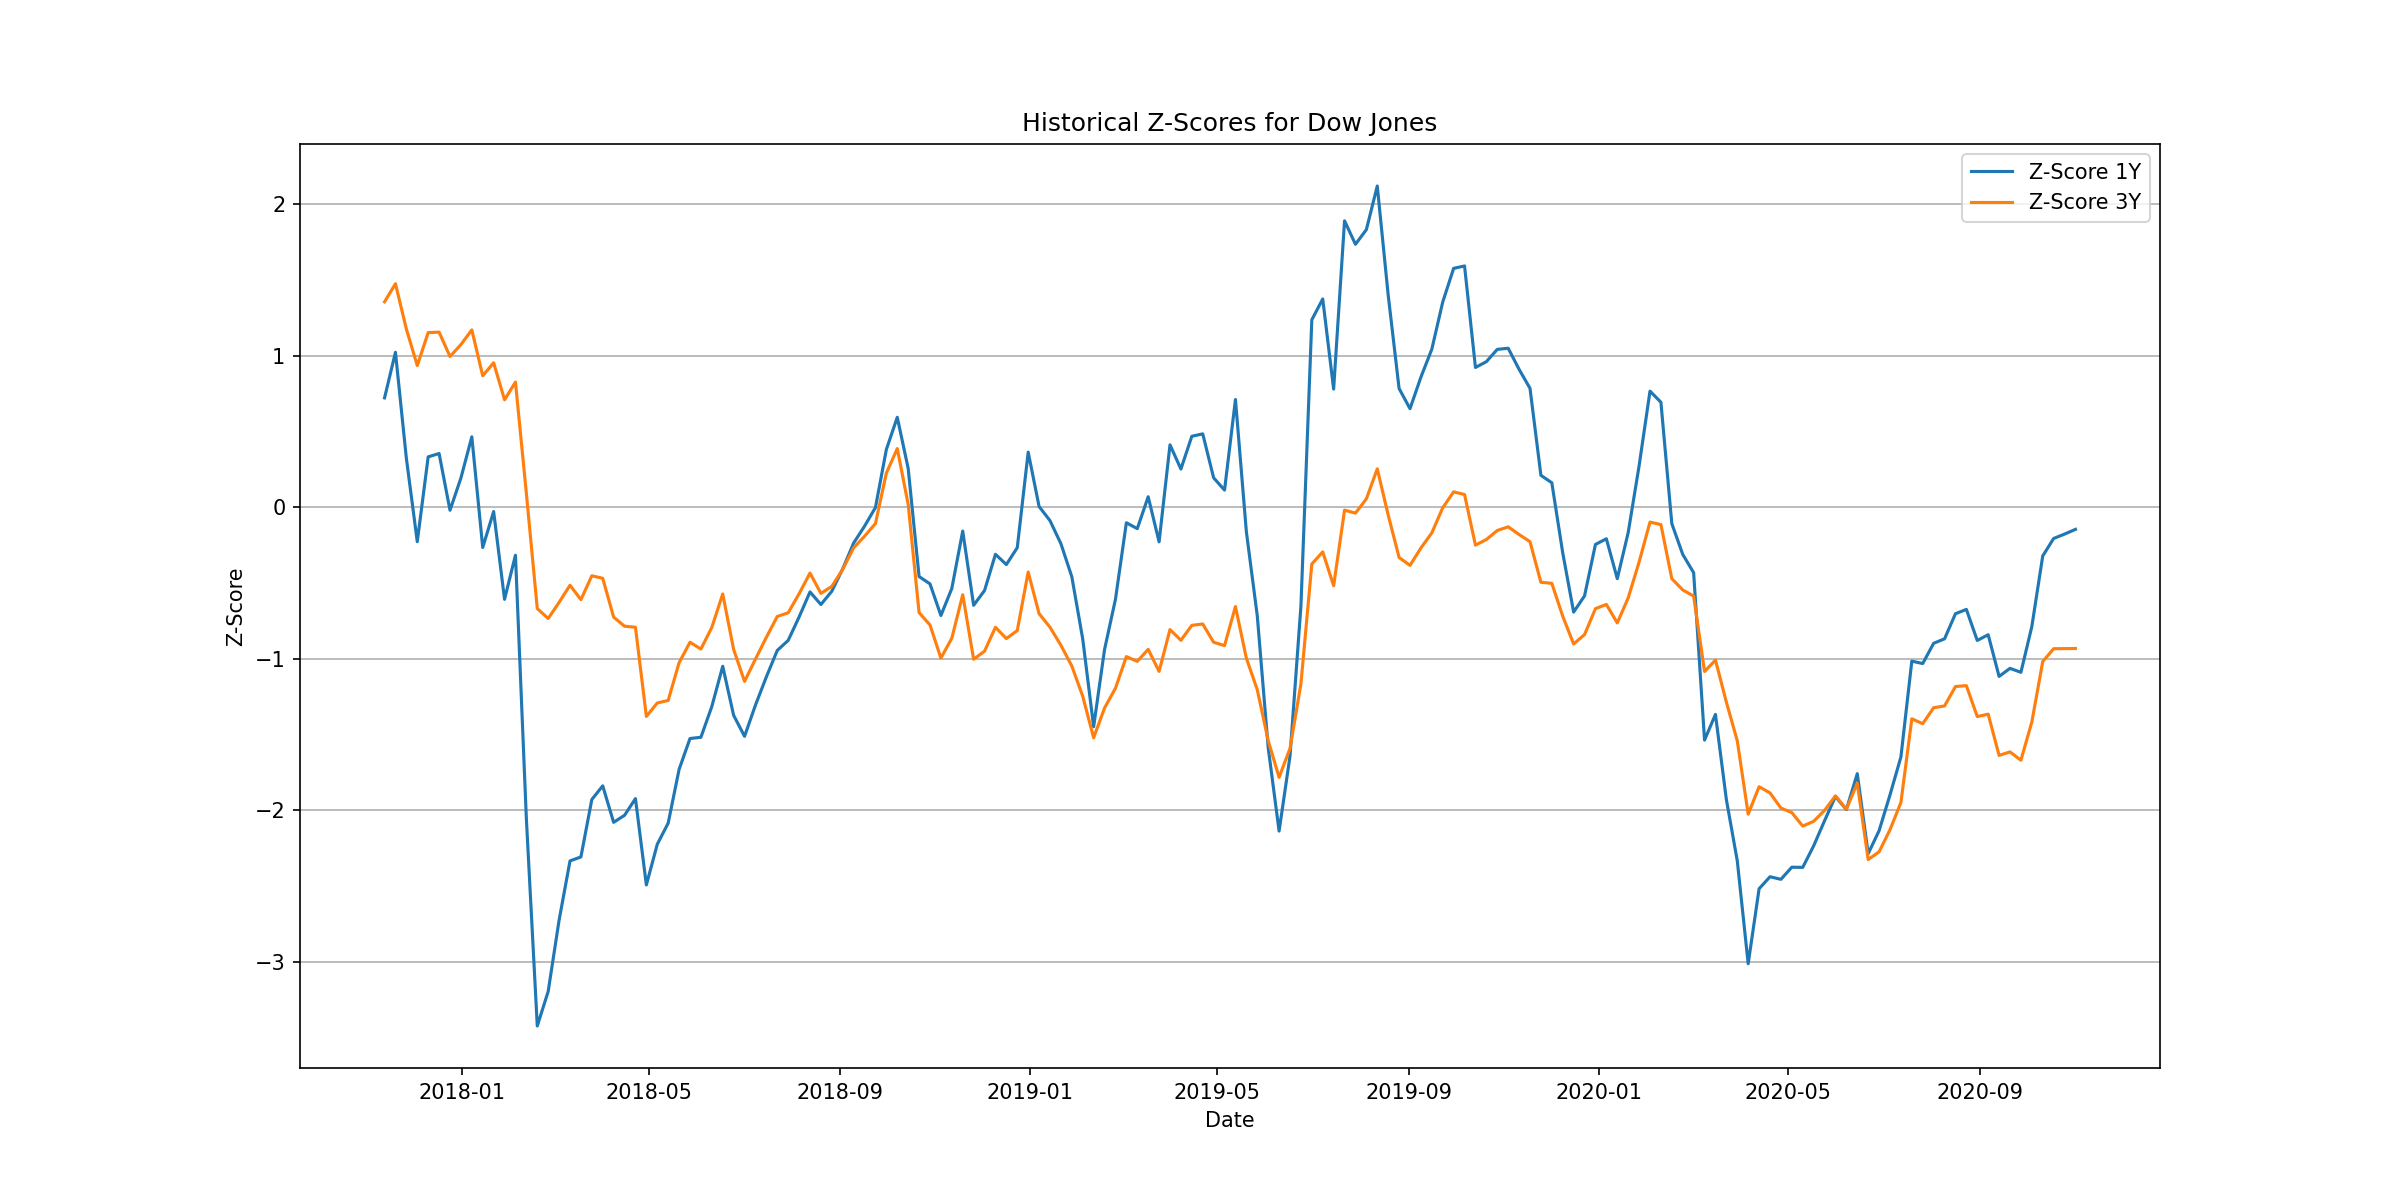 Historical Z-Scores for Dow Jones
Z-Score 1Y
Z-Score 3Y
Z-Score
2
1
0
−1
−2
−3
2018-01 2018-05 2018-09 2019-01 2019-05 2019-09 2020-01 2020-05 2020-09
Date